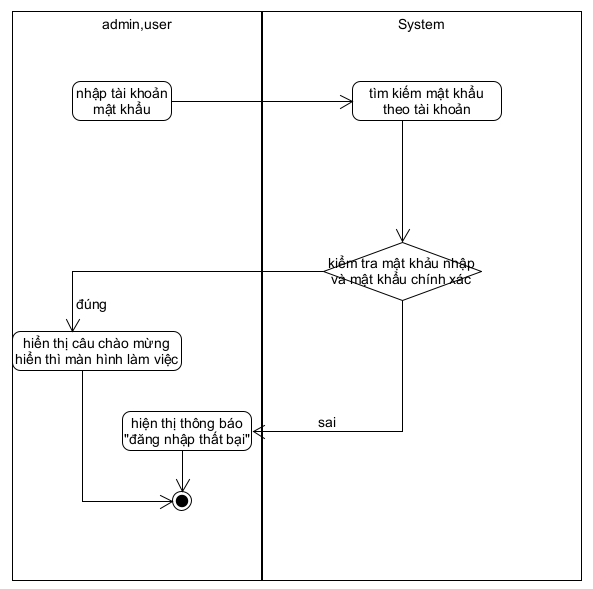 admin,user
System
nhập tài khoản
mật khẩu
tìm kiếm mật khẩu
theo tài khoản
kiểm tra mật khảu nhập
và mật khẩu chính xác
đúng
hiển thị câu chào mừng
hiển thì màn hình làm việc
hiện thị thông báo
"đăng nhập thất bại"
sai